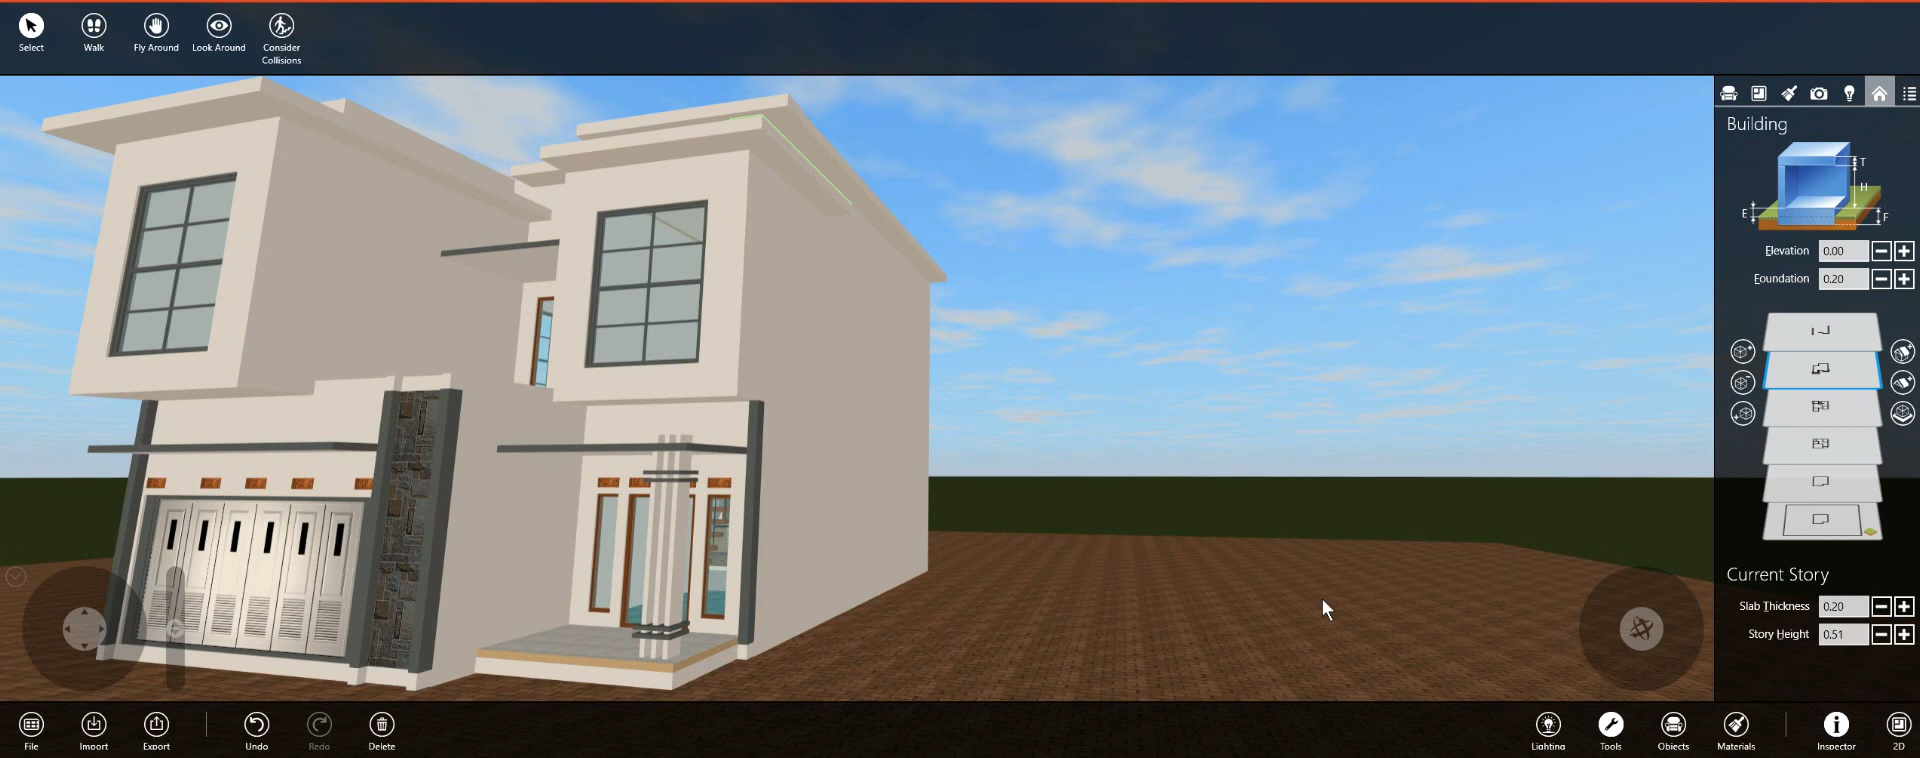 Select
Walk
Fly Around
Look Around
Consider
Collisions
Building
T
H
E
F
Elevation 0.00
Foundation 0.20
Current Story
Slab Thickness 0.20
Story Height 0.51
File
Import
Export
Undo
Redo
Delete
Lighting
Tools
Objects
Materials
Inspector
2D